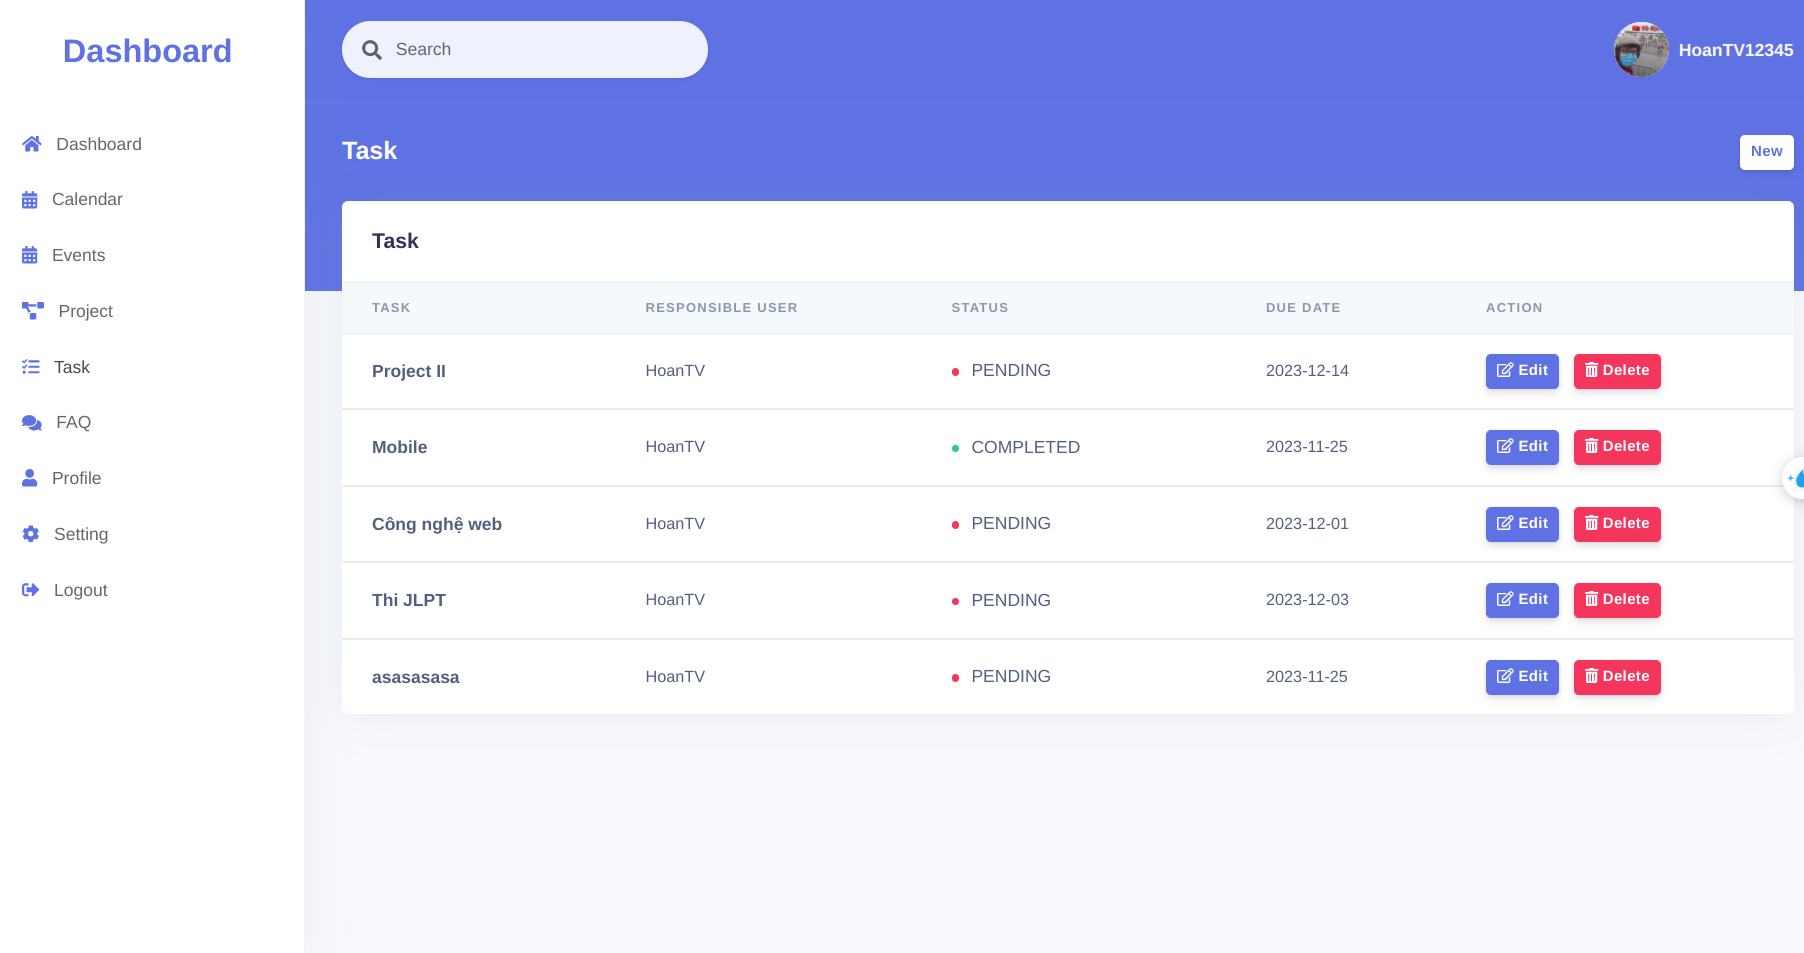 Dashboard
Search
HoanTV12345
Dashboard
Calendar
Events
Project
Task
FAQ
Profile
Setting
Logout
Task
New
Task
TASK RESPONSIBLE USER STATUS DUE DATE ACTION
Project II HoanTV PENDING 2023-12-14 Edit Delete
Mobile HoanTV COMPLETED 2023-11-25 Edit Delete
Công nghệ web HoanTV PENDING 2023-12-01 Edit Delete
Thi JLPT HoanTV PENDING 2023-12-03 Edit Delete
asasasasa HoanTV PENDING 2023-11-25 Edit Delete